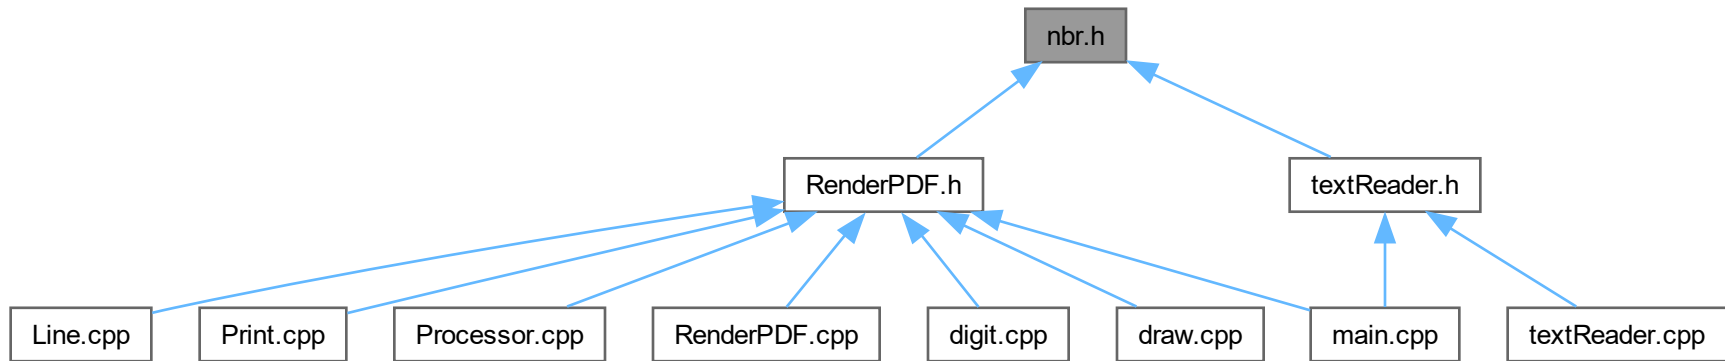 nbr.h
RenderPDF.h
textReader.h
Line.cpp
Print.cpp
Processor.cpp
RenderPDF.cpp
digit.cpp
draw.cpp
main.cpp
textReader.cpp